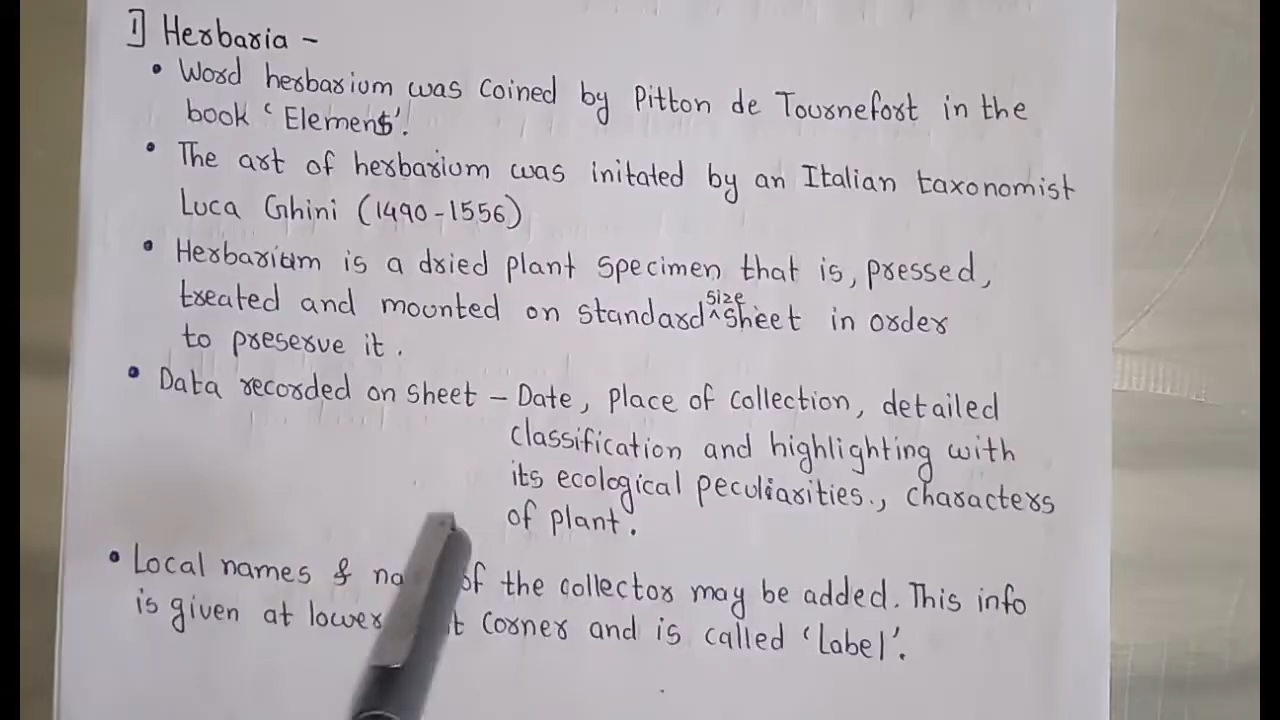 1] Herbaria -
• Word herbarium was coined by Pitton de Tournefort in the
book 'Elements'.
• The art of herbarium was initated by an Italian taxonomist
Luca Ghini (1490-1556)
• Herbarium is a dried plant specimen that is, pressed,
treated and mounted on standard size sheet in order
to preserve it.
• Data recorded on sheet - Date, place of collection, detailed
classification and highlighting with
its ecological peculiarities., characters
of plant.
• Local names & of the collector may be added. This info
is given at lower corner and is called 'Label'.